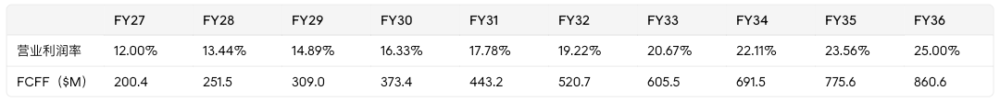 FY27 FY28 FY29 FY30 FY31 FY32 FY33 FY34 FY35 FY36
营业利润率 12.00% 13.44% 14.89% 16.33% 17.78% 19.22% 20.67% 22.11% 23.56% 25.00%
FCFF（$M） 200.4 251.5 309.0 373.4 443.2 520.7 605.5 691.5 775.6 860.6